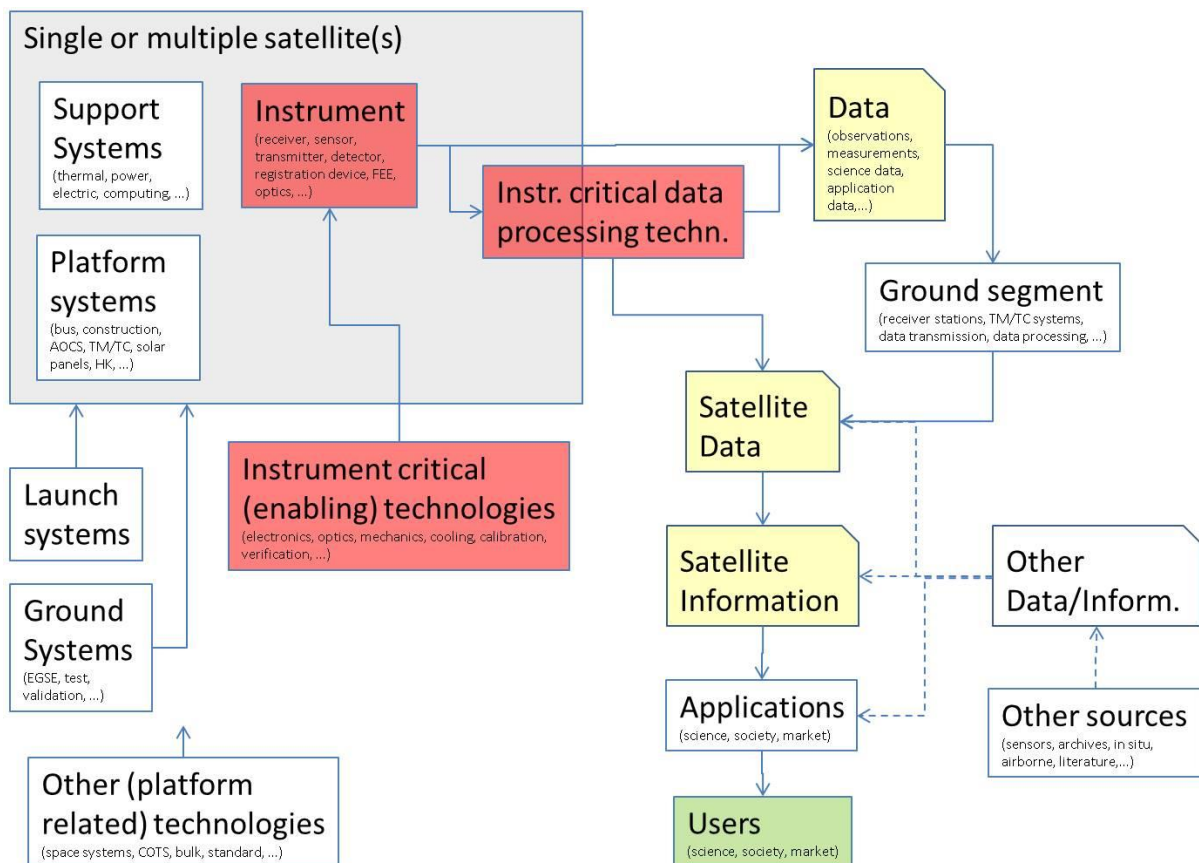 Single or multiple satellite(s)
Support
Systems
(thermal, power,
electric, computing, ...)
Instrument
(receiver, sensor,
transmitter, detector,
registration device, FEE,
optics, ...)
Data
(observations,
measurements,
science data,
application
data,...)
Instr. critical data
processing techn.
Platform
systems
(bus, construction,
AOCS, TM/TC, solar
panels, HK, ...)
Ground segment
(receiver stations, TM/TC systems,
data transmission, data processing, ...)
Satellite
Data
Launch
systems
Instrument critical
(enabling) technologies
(electronics, optics, mechanics, cooling, calibration,
verification, ...)
Satellite
Information
Other
Data/Inform.
Ground
Systems
(EGSE, test,
validation, ...)
Applications
(science, society, market)
Other sources
(sensors, archives, in situ,
airborne, literature,...)
Other (platform
related) technologies
(space systems, COTS, bulk, standard, ...)
Users
(science, society, market)